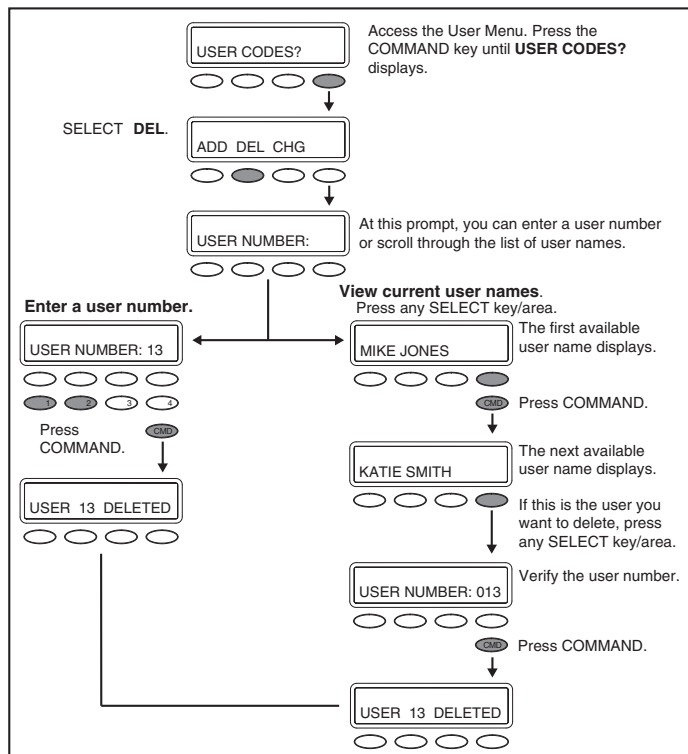 USER CODES?
Access the User Menu. Press the
COMMAND key until USER CODES?
displays.
SELECT DEL.
ADD DEL CHG
USER NUMBER:
At this prompt, you can enter a user number
or scroll through the list of user names.
Enter a user number.
USER NUMBER: 13
1 2 3 4
Press
COMMAND.
CMD
USER 13 DELETED
View current user names.
Press any SELECT key/area.
MIKE JONES
The first available
user name displays.
CMD
Press COMMAND.
KATIE SMITH
The next available
user name displays.
If this is the user you
want to delete, press
any SELECT key/area.
USER NUMBER: 013
Verify the user number.
CMD
Press COMMAND.
USER 13 DELETED